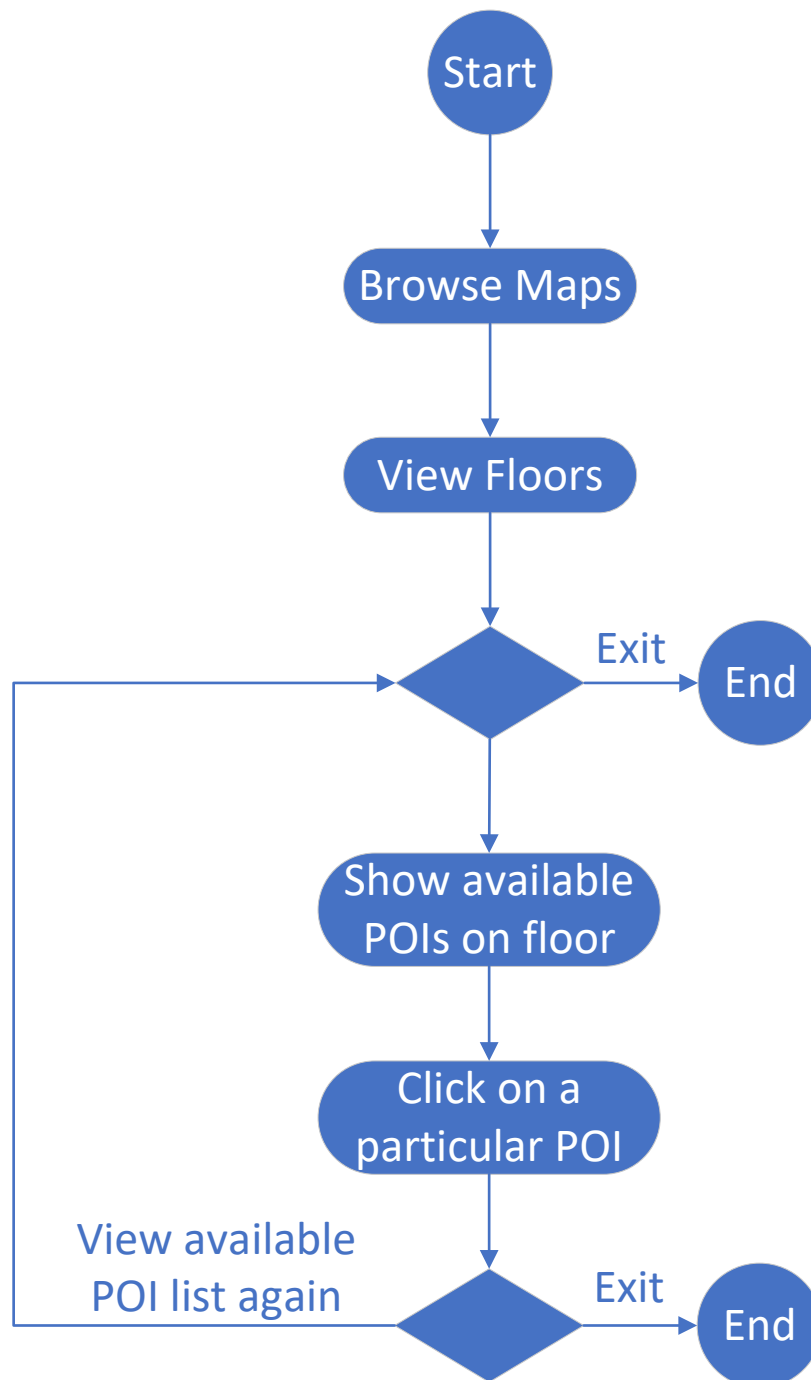 Start
Browse Maps
View Floors
Exit
End
Show available
POIs on floor
Click on a
particular POI
View available
POI list again
Exit
End